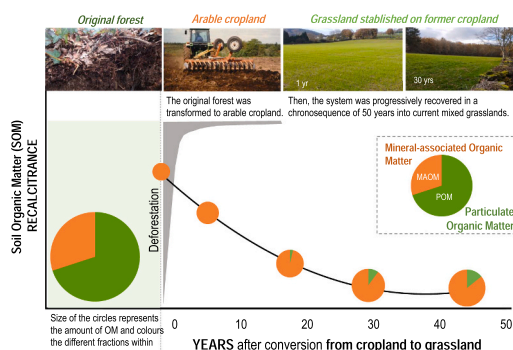 Original forest
Arable cropland
Grassland stablished on former cropland
1 yr
30 yrs
The original forest was
transformed to arable cropland.
Then, the system was progressively recovered in a
chronosequence of 50 years into current mixed grasslands.
Soil Organic Matter (SOM)
RECALCITRANCE
Deforestation
Mineral-associated Organic
Matter
MAOM
POM
Particulate
Organic Matter
Size of the circles represents
the amount of OM and colours
the different fractions within
0 10 20 30 40 50
YEARS after conversion from cropland to grassland